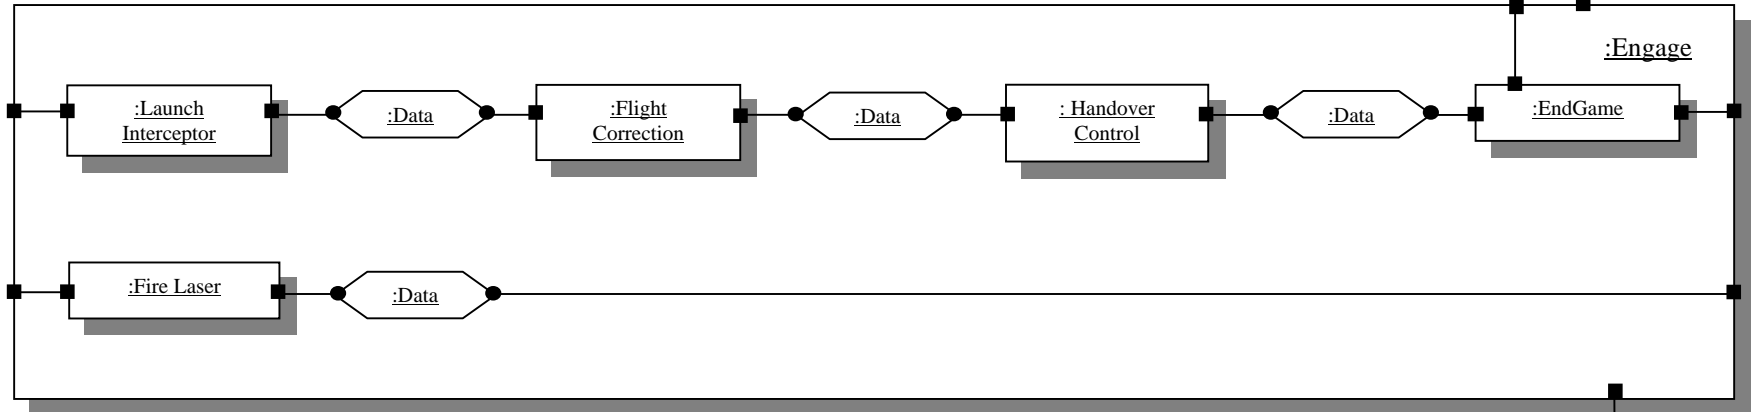 :Engage
:Launch
Interceptor
:Data
:Flight
Correction
:Data
: Handover
Control
:Data
:EndGame
:Fire Laser
:Data